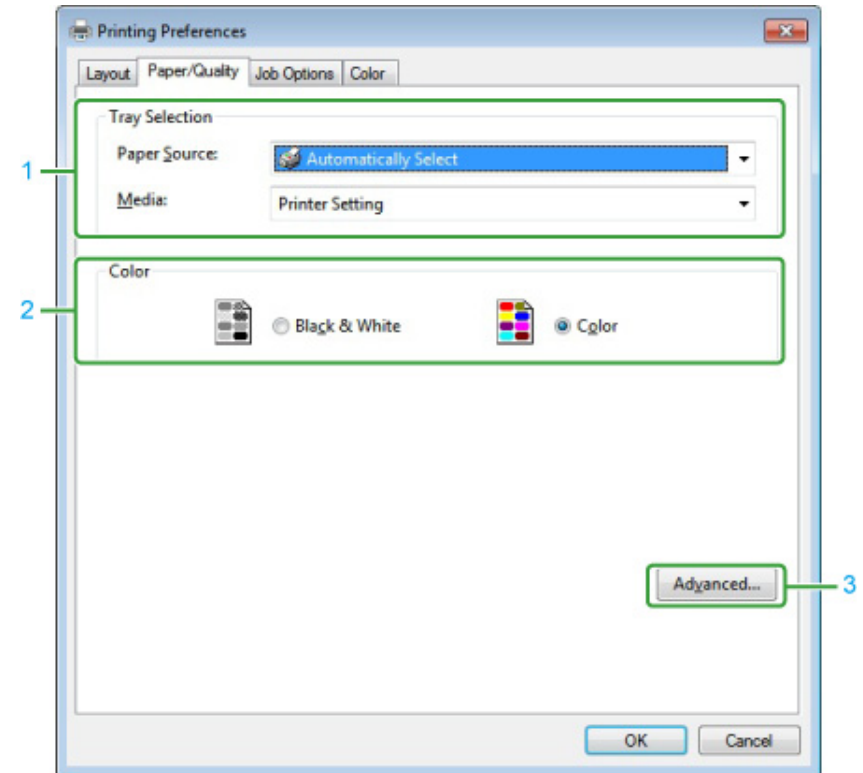 Printing Preferences
Layout Paper/Quality Job Options Color
Tray Selection
1 Paper Source: Automatically Select
Media: Printer Setting
Color
2 Black & White Color
Advanced... 3
OK Cancel